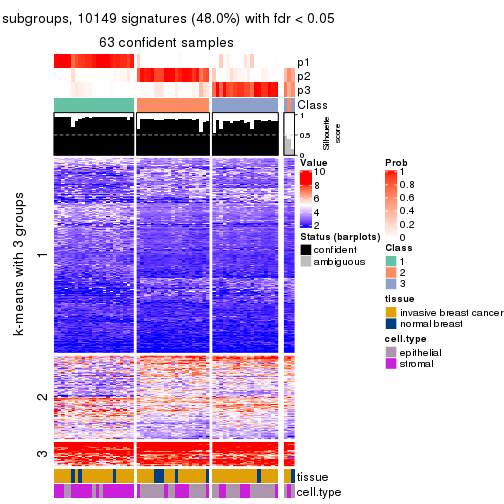 subgroups, 10149 signatures (48.0%) with fdr < 0.05
63 confident samples
p1
p2
p3
Class
1
0.5
0
Silhouette
score
k-means with 3 groups
1
2
3
tissue
cell.type
Value
10
8
6
4
2
Status (barplots)
confident
ambiguous
Prob
1
0.8
0.6
0.4
0.2
0
Class
1
2
3
tissue
invasive breast cancer
normal breast
cell.type
epithelial
stromal